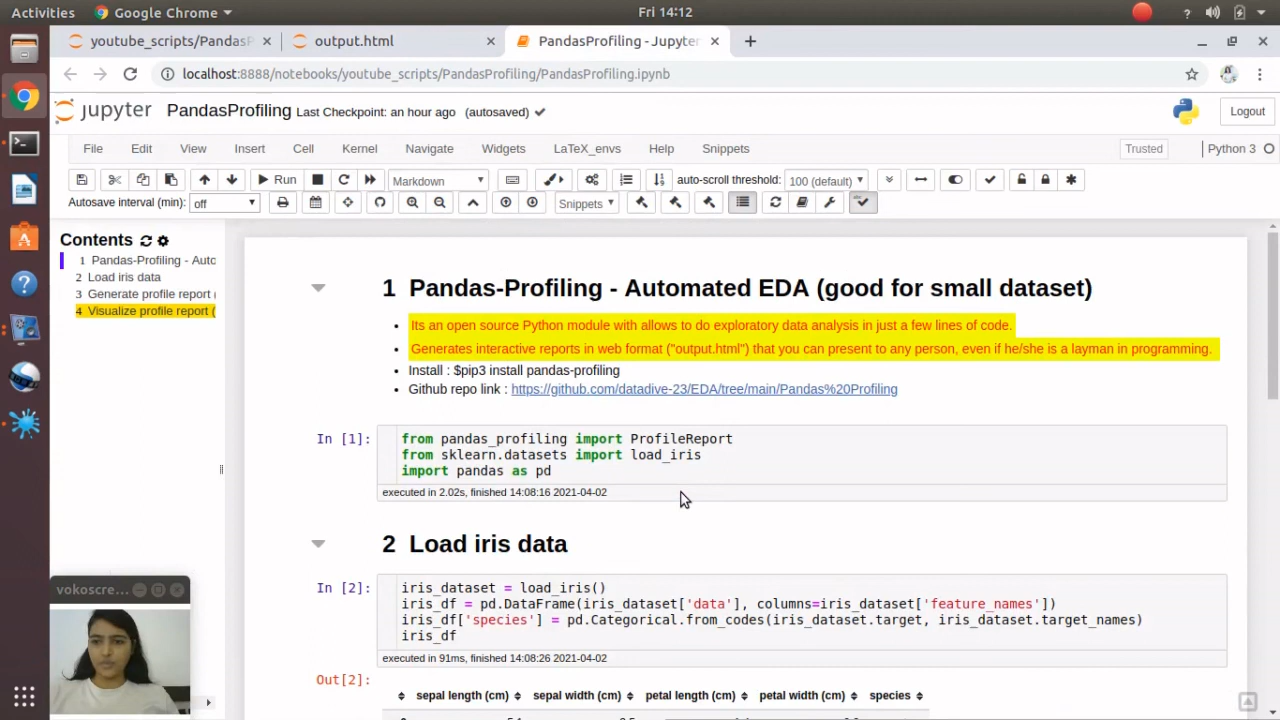 Activities
Google Chrome
Fri 14:12
youtube_scripts/PandasP
output.html
PandasProfiling - Jupyter
localhost:8888/notebooks/youtube_scripts/PandasProfiling/PandasProfiling.ipynb
jupyter
PandasProfiling Last Checkpoint: an hour ago (autosaved)
Logout
File Edit View Insert Cell Kernel Navigate Widgets LaTeX_envs Help Snippets
Trusted
Python 3
Run
Markdown
auto-scroll threshold: 100 (default)
Autosave interval (min): off
Snippets
Contents
1 Pandas-Profiling - Auto
2 Load iris data
3 Generate profile report (
4 Visualize profile report (
1 Pandas-Profiling - Automated EDA (good for small dataset)
• Its an open source Python module with allows to do exploratory data analysis in just a few lines of code.
• Generates interactive reports in web format ("output.html") that you can present to any person, even if he/she is a layman in programming.
• Install : $pip3 install pandas-profiling
• Github repo link : https://github.com/datadive-23/EDA/tree/main/Pandas%20Profiling
In [1]:
from pandas_profiling import ProfileReport
from sklearn.datasets import load_iris
import pandas as pd
executed in 2.02s, finished 14:08:16 2021-04-02
2 Load iris data
In [2]:
iris_dataset = load_iris()
iris_df = pd.DataFrame(iris_dataset['data'], columns=iris_dataset['feature_names'])
iris_df['species'] = pd.Categorical.from_codes(iris_dataset.target, iris_dataset.target_names)
iris_df
executed in 91ms, finished 14:08:26 2021-04-02
Out[2]:
sepal length (cm) sepal width (cm) petal length (cm) petal width (cm) species
vokoscre...